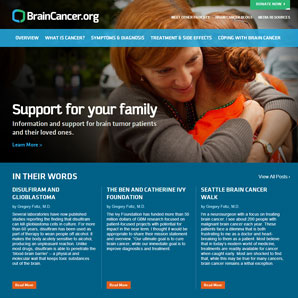 DONATE NOW
BrainCancer.org
MEET OTHER PATIENTS BRAIN CANCER BLOGS MEDIA RESOURCES
OVERVIEW WHAT IS CANCER? SYMPTOMS & DIAGNOSIS TREATMENT & SIDE EFFECTS COPING WITH BRAIN CANCER
Support for your family
Information and support for brain tumor patients
and their loved ones.
Learn More
IN THEIR WORDS
View All Posts
DISULFIRAM AND
GLIOBLASTOMA
by Gregory Foltz, M.D.
Several laboratories have now published
studies reporting the finding that disulfiram
can kill glioblastoma cells in culture. For more
than 60 years, disulfiram has been used as
part of therapy to wean people off alcohol. It
makes the body acutely sensitive to alcohol,
producing an unpleasant reaction. Unlike
most drugs, disulfiram is able to penetrate the
"blood brain barrier" – a physical and
molecular wall that keeps toxic substances
out of the brain.
Read More
THE BEN AND CATHERINE IVY
FOUNDATION
by Gregory Foltz, M.D.
The Ivy Foundation has funded more than 50
million dollars of GBM research focused on
patient-focused projects with potential for
impact in the near term. I thought it would be
appropriate to share their mission statement
and overview. "Our ultimate goal is to cure
brain cancer, while our immediate goal is to
improve diagnostics and treatment.
Read More
SEATTLE BRAIN CANCER
WALK
by Gregory Foltz, M.D.
I'm a neurosurgeon with a focus on treating
brain cancer. I see about 200 people with
malignant brain cancer each year. These
patients face a dilemma that is both
frustrating to me as a doctor and heart-
breaking to them as a patient. Most believe
that in today's modern world of medicine,
treatments are readily available for cancer
when caught early. Most are shocked to find
that, while this may be true for many cancers,
brain cancer remains a lethal exception.
Read More